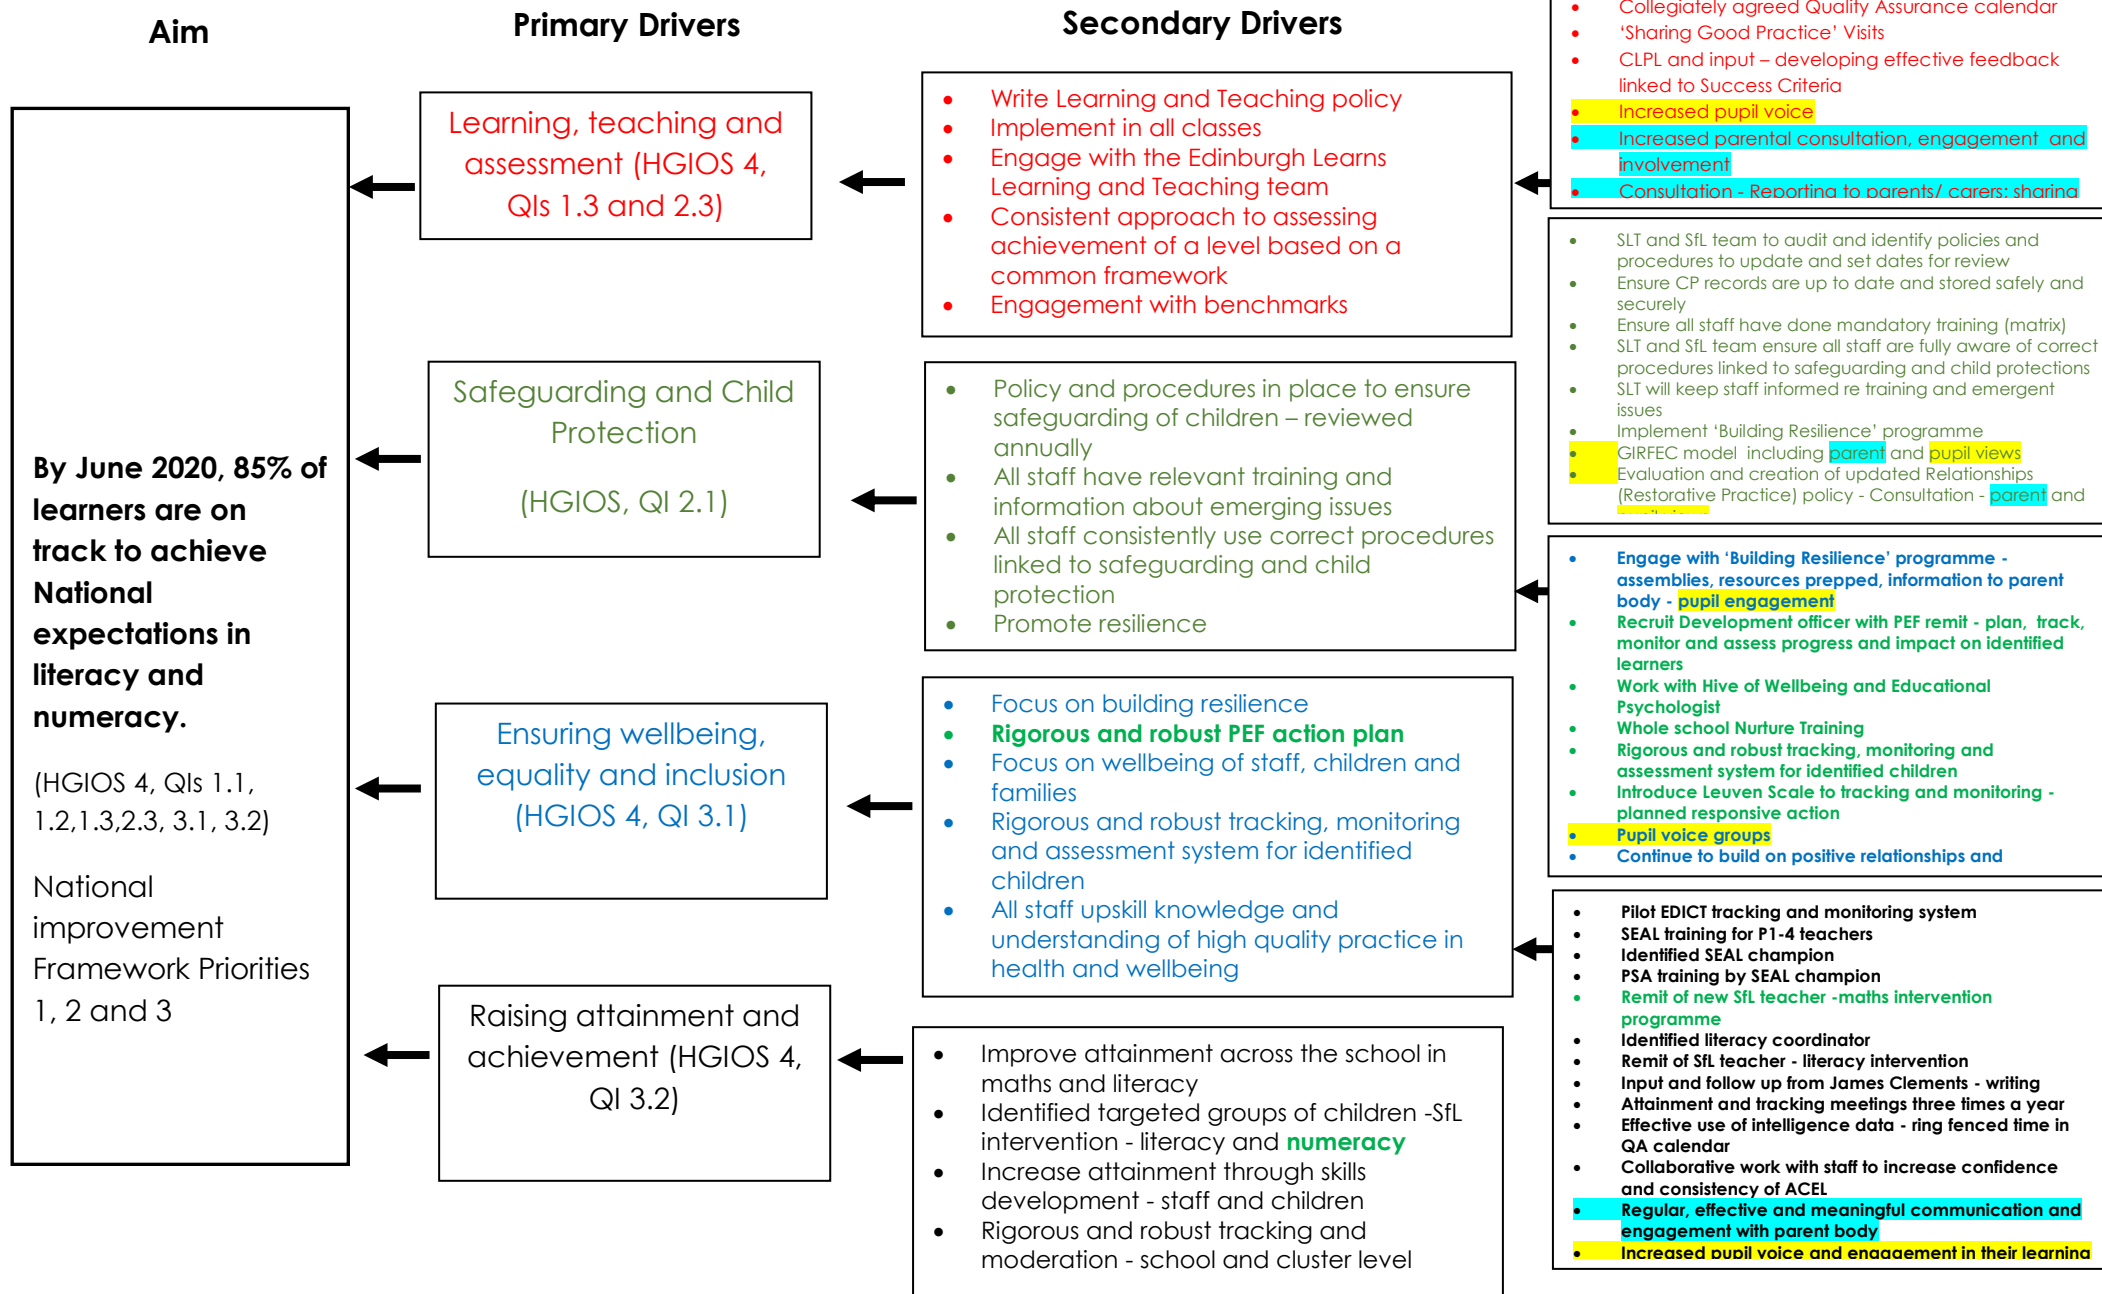 Aim
Primary Drivers
Secondary Drivers
By June 2020, 85% of
learners are on
track to achieve
National
expectations in
literacy and
numeracy.
(HGIOS 4, QIs 1.1,
1.2,1.3,2.3, 3.1, 3.2)
National
improvement
Framework Priorities
1, 2 and 3
Learning, teaching and
assessment (HGIOS 4,
QIs 1.3 and 2.3)
Safeguarding and Child
Protection
(HGIOS, QI 2.1)
Ensuring wellbeing,
equality and inclusion
(HGIOS 4, QI 3.1)
Raising attainment and
achievement (HGIOS 4,
QI 3.2)
• Write Learning and Teaching policy
• Implement in all classes
• Engage with the Edinburgh Learns
Learning and Teaching team
• Consistent approach to assessing
achievement of a level based on a
common framework
• Engagement with benchmarks
• Policy and procedures in place to ensure
safeguarding of children – reviewed
annually
• All staff have relevant training and
information about emerging issues
• All staff consistently use correct procedures
linked to safeguarding and child
protection
• Promote resilience
• Focus on building resilience
• Rigorous and robust PEF action plan
• Focus on wellbeing of staff, children and
families
• Rigorous and robust tracking, monitoring
and assessment system for identified
children
• All staff upskill knowledge and
understanding of high quality practice in
health and wellbeing
• Improve attainment across the school in
maths and literacy
• Identified targeted groups of children -SfL
intervention - literacy and numeracy
• Increase attainment through skills
development - staff and children
• Rigorous and robust tracking and
moderation - school and cluster level
• Collegiately agreed Quality Assurance calendar
• ‘Sharing Good Practice’ Visits
• CLPL and input – developing effective feedback
linked to Success Criteria
• Increased pupil voice
• Increased parental consultation, engagement and
involvement
• Consultation - Reporting to parents/ carers: sharing
• SLT and SfL team to audit and identify policies and
procedures to update and set dates for review
• Ensure CP records are up to date and stored safely and
securely
• Ensure all staff have done mandatory training (matrix)
• SLT and SfL team ensure all staff are fully aware of correct
procedures linked to safeguarding and child protections
• SLT will keep staff informed re training and emergent
issues
• Implement ‘Building Resilience’ programme
• GIRFEC model including parent and pupil views
• Evaluation and creation of updated Relationships
(Restorative Practice) policy - Consultation - parent and
• Engage with ‘Building Resilience’ programme -
assemblies, resources prepped, information to parent
body - pupil engagement
• Recruit Development officer with PEF remit - plan, track,
monitor and assess progress and impact on identified
learners
• Work with Hive of Wellbeing and Educational
Psychologist
• Whole school Nurture Training
• Rigorous and robust tracking, monitoring and
assessment system for identified children
• Introduce Leuven Scale to tracking and monitoring -
planned responsive action
• Pupil voice groups
• Continue to build on positive relationships and
• Pilot EDICT tracking and monitoring system
• SEAL training for P1-4 teachers
• Identified SEAL champion
• PSA training by SEAL champion
• Remit of new SfL teacher -maths intervention
programme
• Identified literacy coordinator
• Remit of SfL teacher - literacy intervention
• Input and follow up from James Clements - writing
• Attainment and tracking meetings three times a year
• Effective use of intelligence data - ring fenced time in
QA calendar
• Collaborative work with staff to increase confidence
and consistency of ACEL
• Regular, effective and meaningful communication and
engagement with parent body
• Increased pupil voice and engagement in their learning